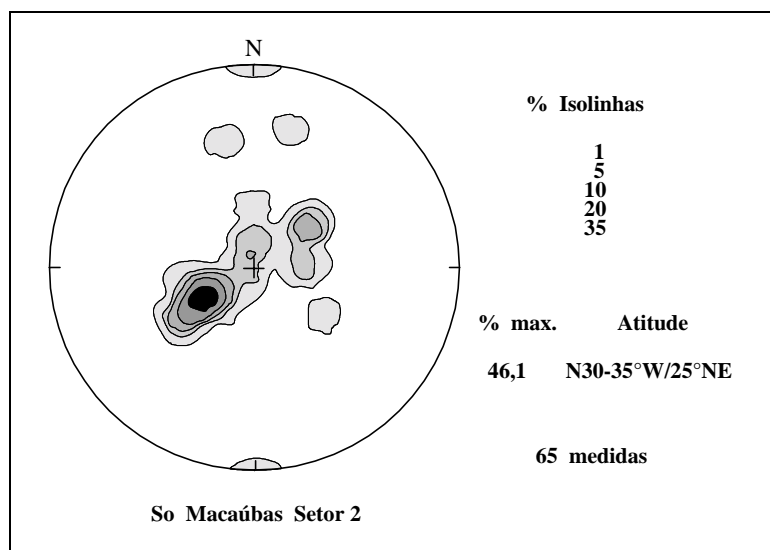 N
% Isolinhas
1
5
10
20
35
% max. Atitude
46,1 N30-35°W/25°NE
65 medidas
So Macaúbas Setor 2